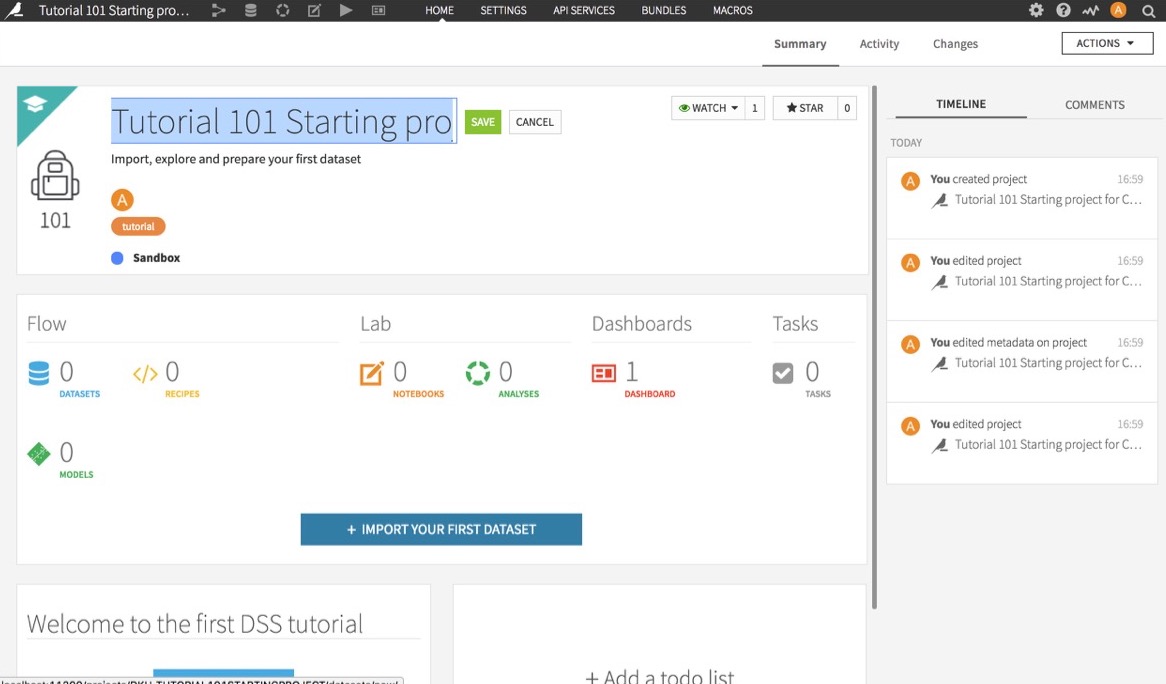 Tutorial 101 Starting pro... HOME SETTINGS API SERVICES BUNDLES MACROS A
Summary Activity Changes ACTIONS
Tutorial 101 Starting pro SAVE CANCEL WATCH 1 STAR 0
Import, explore and prepare your first dataset
101
A
tutorial
Sandbox
TIMELINE COMMENTS
TODAY
A You created project 16:59
Tutorial 101 Starting project for C...
A You edited project 16:59
Tutorial 101 Starting project for C...
A You edited metadata on project 16:59
Tutorial 101 Starting project for C...
A You edited project 16:59
Tutorial 101 Starting project for C...
Flow Lab Dashboards Tasks
0 0 0 0 1 0
DATASETS RECIPES NOTEBOOKS ANALYSES DASHBOARD TASKS
0
MODELS
+ IMPORT YOUR FIRST DATASET
Welcome to the first DSS tutorial
+ Add a todo list